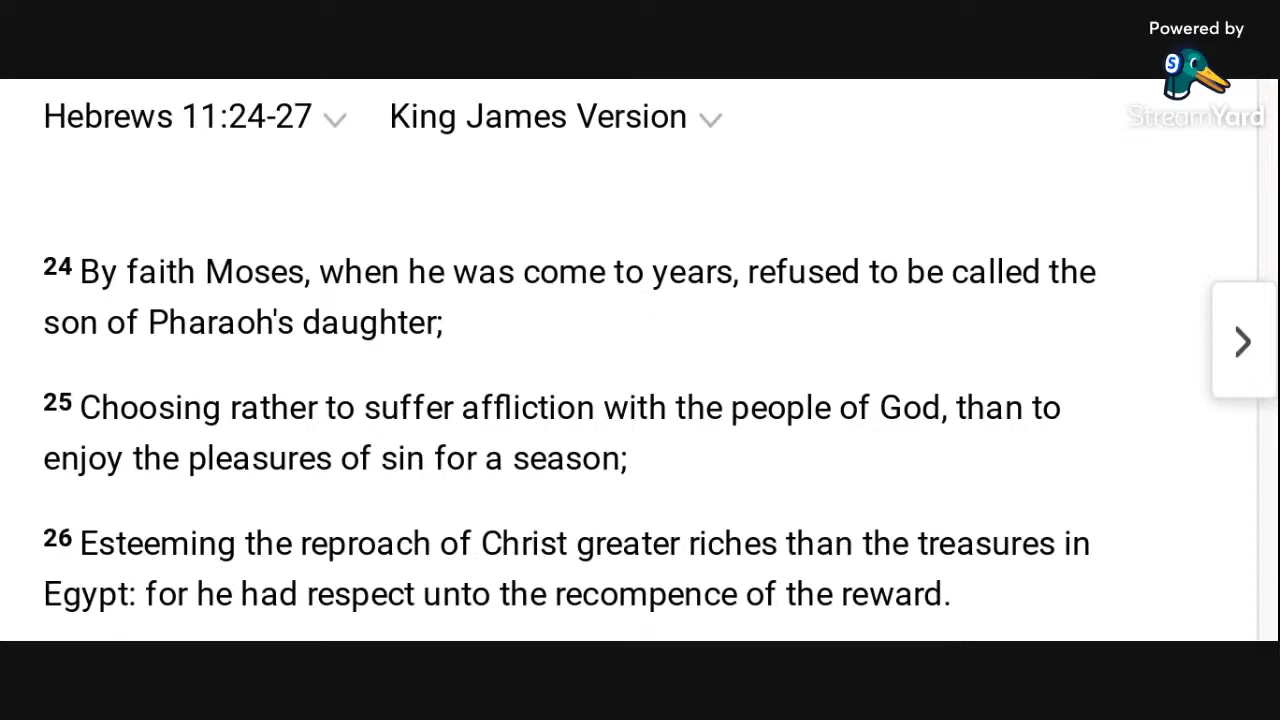 Powered by
S
StreamYard
Hebrews 11:24-27 King James Version
24 By faith Moses, when he was come to years, refused to be called the
son of Pharaoh's daughter;
25 Choosing rather to suffer affliction with the people of God, than to
enjoy the pleasures of sin for a season;
26 Esteeming the reproach of Christ greater riches than the treasures in
Egypt: for he had respect unto the recompence of the reward.